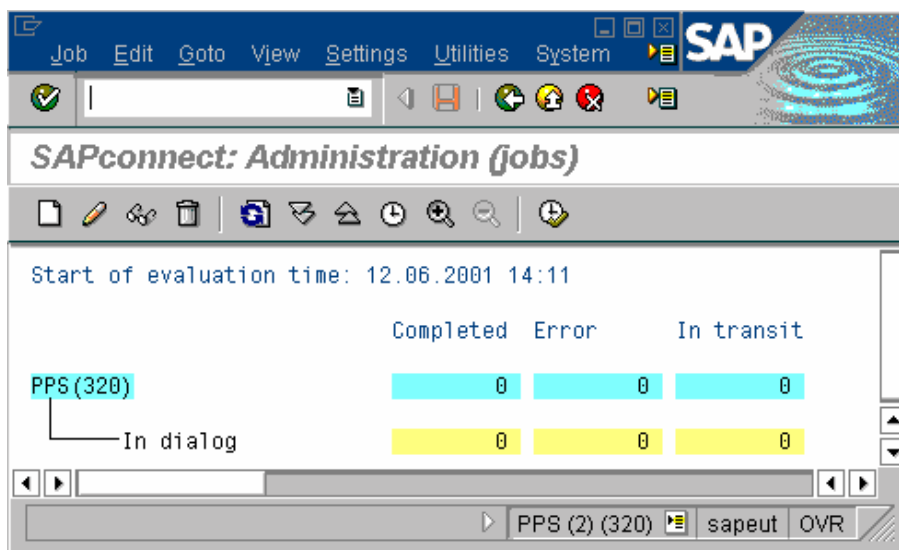 Job Edit Goto View Settings Utilities System
SAP
SAPconnect: Administration (jobs)
Start of evaluation time: 12.06.2001 14:11
Completed Error In transit
PPS(320) 0 0 0
In dialog 0 0 0
PPS (2) (320) sapeut OVR